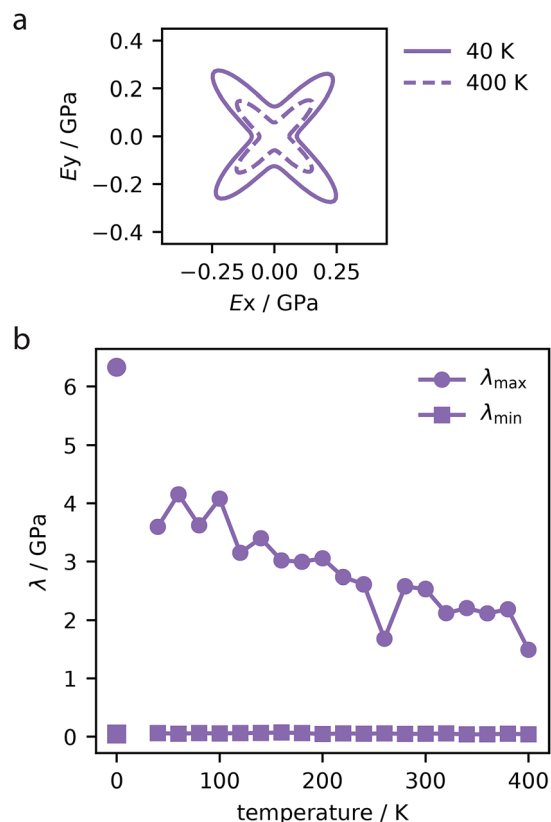 a
0.4
0.2
0.0
−0.2
−0.4
Ey / GPa
−0.25 0.00 0.25
Ex / GPa
40 K
400 K
b
6
5
4
3
2
1
0
λ / GPa
λmax
λmin
0 100 200 300 400
temperature / K